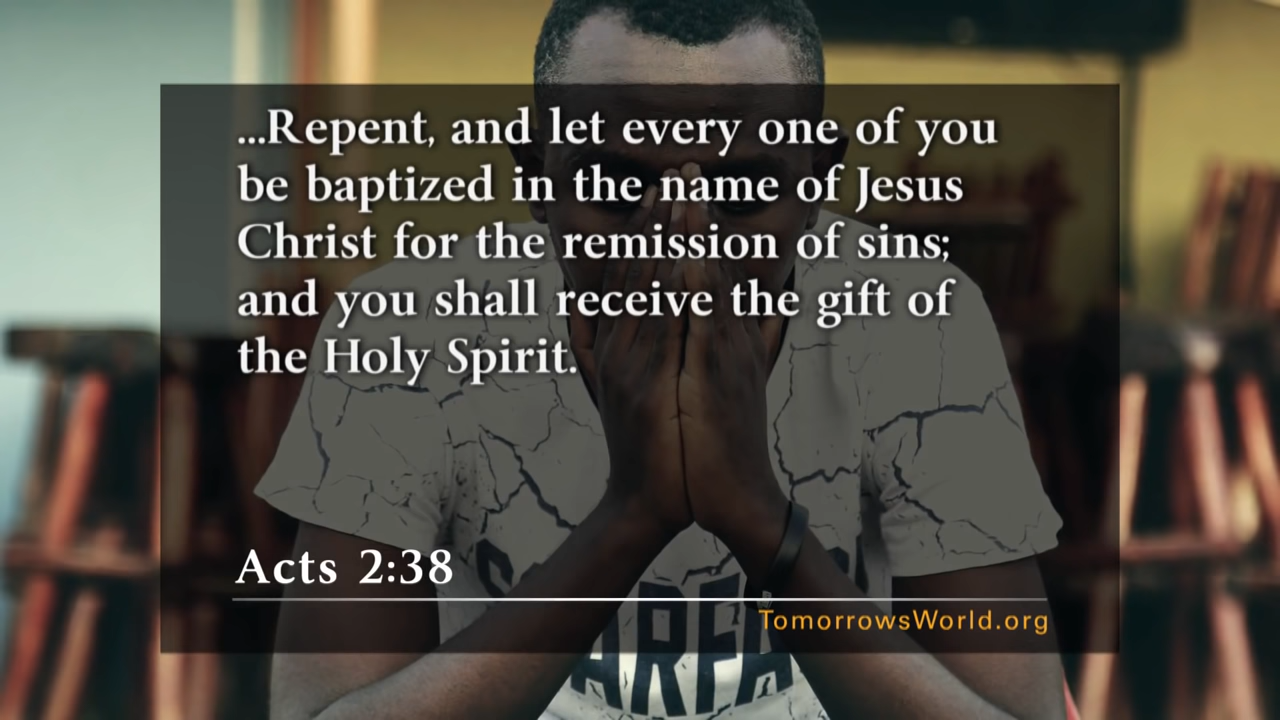 ...Repent, and let every one of you
be baptized in the name of Jesus
Christ for the remission of sins;
and you shall receive the gift of
the Holy Spirit.
Acts 2:38
TomorrowsWorld.org